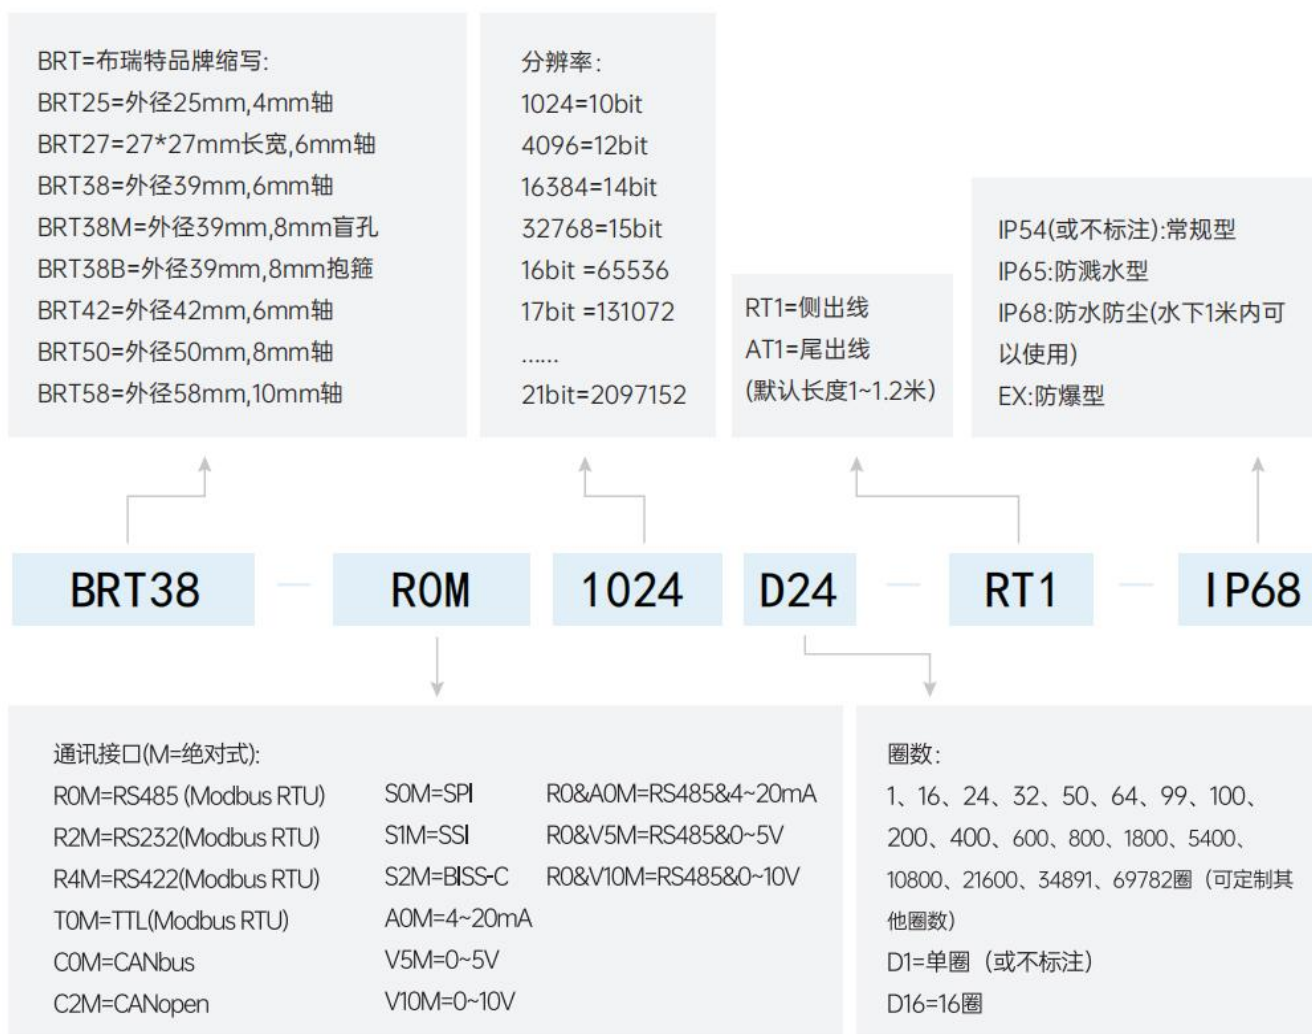 BRT=布瑞特品牌缩写:
BRT25=外径25mm,4mm轴
BRT27=27*27mm长宽,6mm轴
BRT38=外径39mm,6mm轴
BRT38M=外径39mm,8mm盲孔
BRT38B=外径39mm,8mm抱箍
BRT42=外径42mm,6mm轴
BRT50=外径50mm,8mm轴
BRT58=外径58mm,10mm轴
分辨率:
1024=10bit
4096=12bit
16384=14bit
32768=15bit
16bit =65536
17bit =131072
……
21bit=2097152
RT1=侧出线
AT1=尾出线
(默认长度1~1.2米)
IP54(或不标注):常规型
IP65:防溅水型
IP68:防水防尘(水下1米内可
以使用)
EX:防爆型
BRT38 — R0M 1024 D24 — RT1 — IP68
通讯接口(M=绝对式):
R0M=RS485 (Modbus RTU)
R2M=RS232(Modbus RTU)
R4M=RS422(Modbus RTU)
T0M=TTL(Modbus RTU)
C0M=CANbus
C2M=CANopen
S0M=SPI
S1M=SSI
S2M=BISS-C
A0M=4~20mA
V5M=0~5V
V10M=0~10V
R0&A0M=RS485&4~20mA
R0&V5M=RS485&0~5V
R0&V10M=RS485&0~10V
圈数:
1、16、24、32、50、64、99、100、
200、400、600、800、1800、5400、
10800、21600、34891、69782圈（可定制其
他圈数）
D1=单圈（或不标注）
D16=16圈